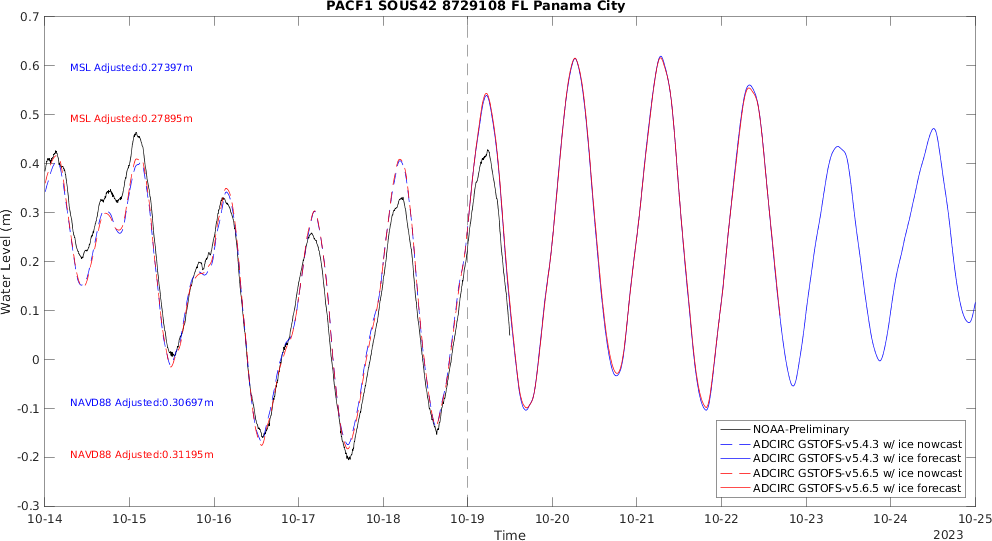 PACF1 SOUS42 8729108 FL Panama City
0.7
0.6
0.5
0.4
0.3
0.2
0.1
0
-0.1
-0.2
-0.3
Water Level (m)
MSL Adjusted:0.27397m
MSL Adjusted:0.27895m
NAVD88 Adjusted:0.30697m
NAVD88 Adjusted:0.31195m
NOAA-Preliminary
ADCIRC GSTOFS-v5.4.3 w/ ice nowcast
ADCIRC GSTOFS-v5.4.3 w/ ice forecast
ADCIRC GSTOFS-v5.6.5 w/ ice nowcast
ADCIRC GSTOFS-v5.6.5 w/ ice forecast
10-14 10-15 10-16 10-17 10-18 10-19 10-20 10-21 10-22 10-23 10-24 10-25
Time
2023